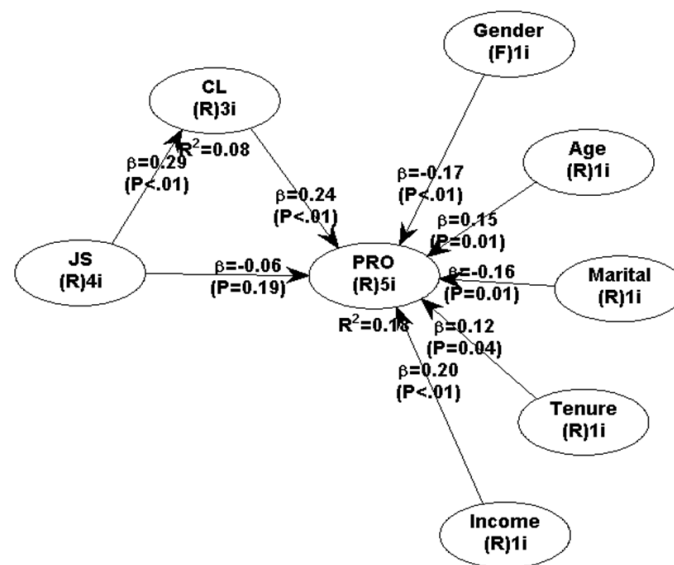 Gender
(F)1i
CL
(R)3i
R²=0.08
β=0.29
(P<.01)
β=-0.17
(P<.01)
Age
(R)1i
β=0.24
(P<.01)
β=0.15
(P=0.01)
JS
(R)4i
β=-0.06
(P=0.19)
PRO
(R)5i
β=-0.16
(P=0.01)
Marital
(R)1i
R²=0.18
β=0.12
(P=0.04)
β=0.20
(P<.01)
Tenure
(R)1i
Income
(R)1i